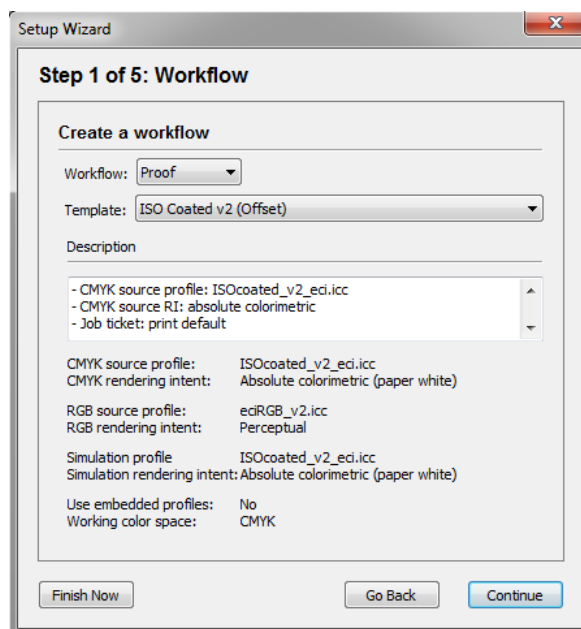 Setup Wizard
Step 1 of 5: Workflow
Create a workflow
Workflow: Proof
Template: ISO Coated v2 (Offset)
Description
- CMYK source profile: ISOcoated_v2_eci.icc
- CMYK source RI: absolute colorimetric
- Job ticket: print default
CMYK source profile: ISOcoated_v2_eci.icc
CMYK rendering intent: Absolute colorimetric (paper white)
RGB source profile: eciRGB_v2.icc
RGB rendering intent: Perceptual
Simulation profile ISOcoated_v2_eci.icc
Simulation rendering intent: Absolute colorimetric (paper white)
Use embedded profiles: No
Working color space: CMYK
Finish Now Go Back Continue